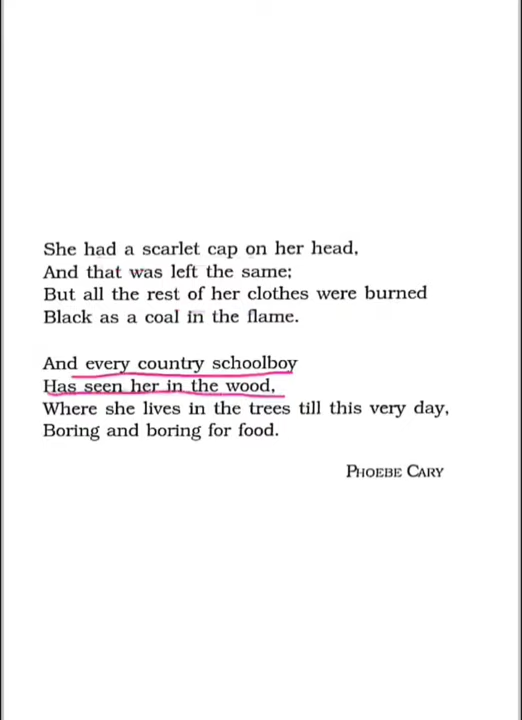 She had a scarlet cap on her head,
And that was left the same;
But all the rest of her clothes were burned
Black as a coal in the flame.
And every country schoolboy
Has seen her in the wood,
Where she lives in the trees till this very day,
Boring and boring for food.
PHOEBE CARY